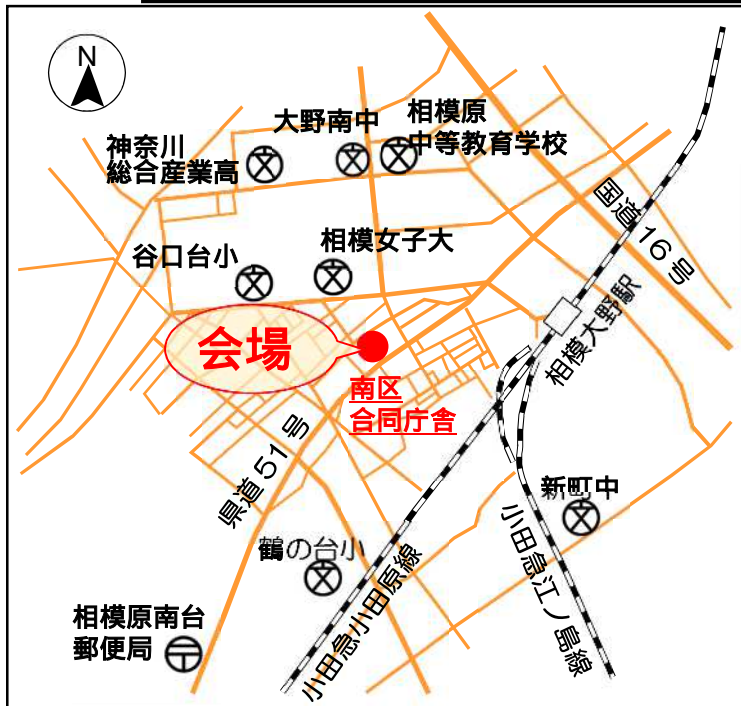 N
大野南中
相模原
中等教育学校
神奈川
総合産業高
国道 16 号
相模女子大
谷口台小
会場
相模大野駅
南区
合同庁舎
県道 51 号
新町中
鶴の台小
小田急小田原線
小田急江ノ島線
相模原南台
郵便局